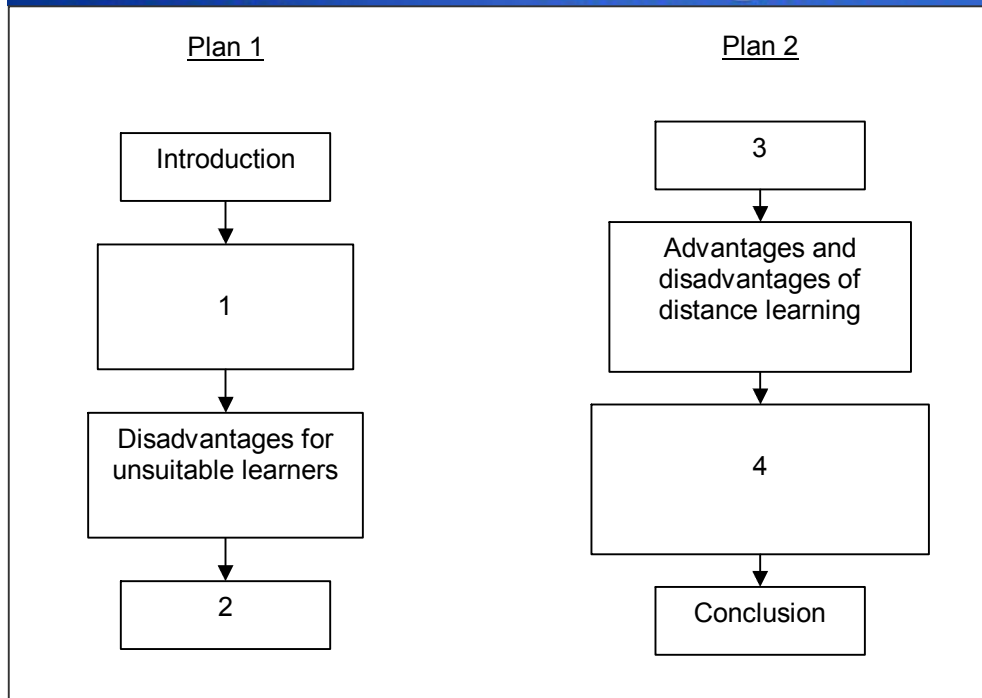 Plan 1
Introduction
1
Disadvantages for
unsuitable learners
2
Plan 2
3
Advantages and
disadvantages of
distance learning
4
Conclusion